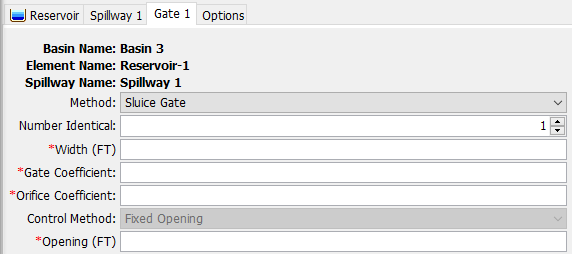 Reservoir Spillway 1 Gate 1 Options
Basin Name: Basin 3
Element Name: Reservoir-1
Spillway Name: Spillway 1
Method: Sluice Gate
Number Identical: 1
*Width (FT)
*Gate Coefficient:
*Orifice Coefficient:
Control Method: Fixed Opening
*Opening (FT)